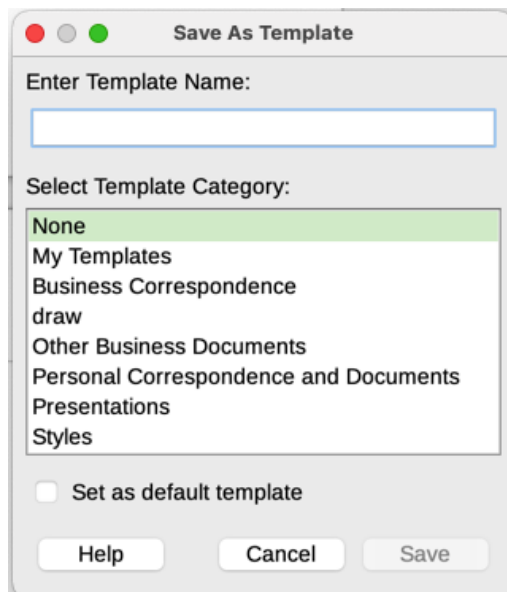 Save As Template
Enter Template Name:
Select Template Category:
None
My Templates
Business Correspondence
draw
Other Business Documents
Personal Correspondence and Documents
Presentations
Styles
Set as default template
Help Cancel Save